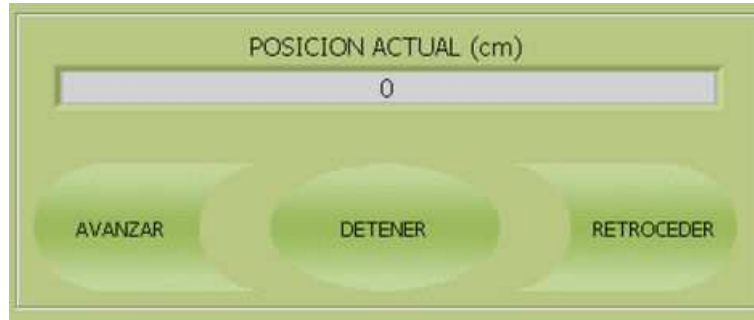 POSICION ACTUAL (cm)
0
AVANZAR DETENER RETROCEDER